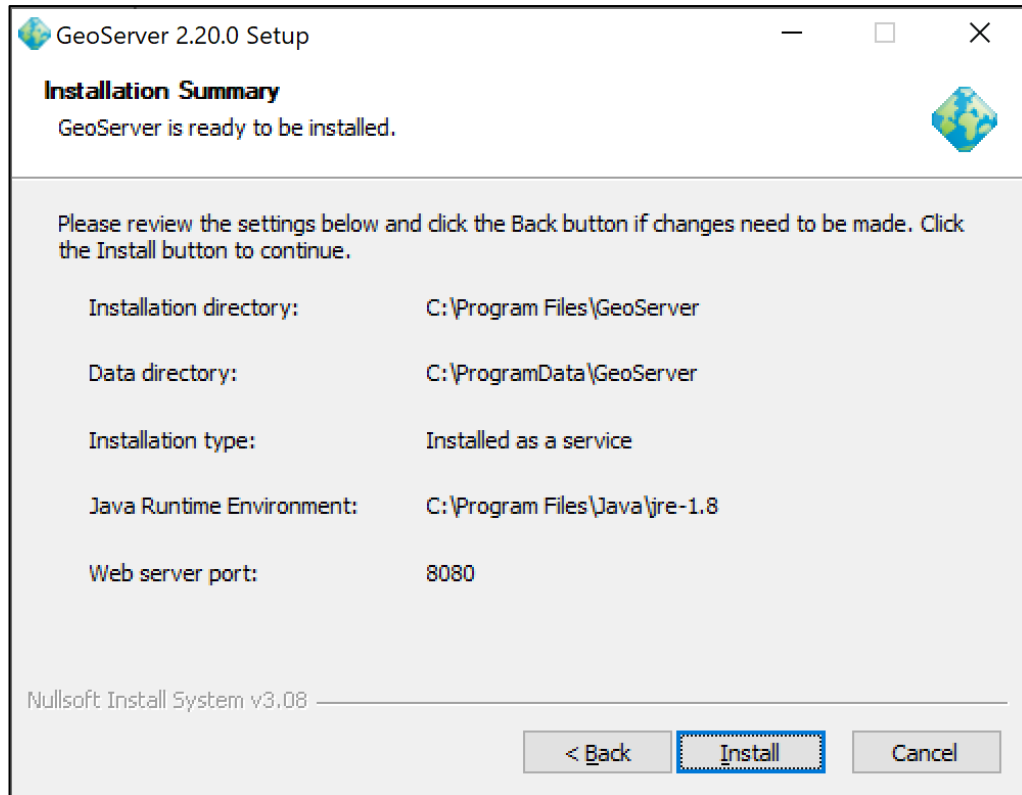 GeoServer 2.20.0 Setup
Installation Summary
GeoServer is ready to be installed.
Please review the settings below and click the Back button if changes need to be made. Click
the Install button to continue.
Installation directory: C:\Program Files\GeoServer
Data directory: C:\ProgramData\GeoServer
Installation type: Installed as a service
Java Runtime Environment: C:\Program Files\Java\jre-1.8
Web server port: 8080
Nullsoft Install System v3.08
< Back Install Cancel